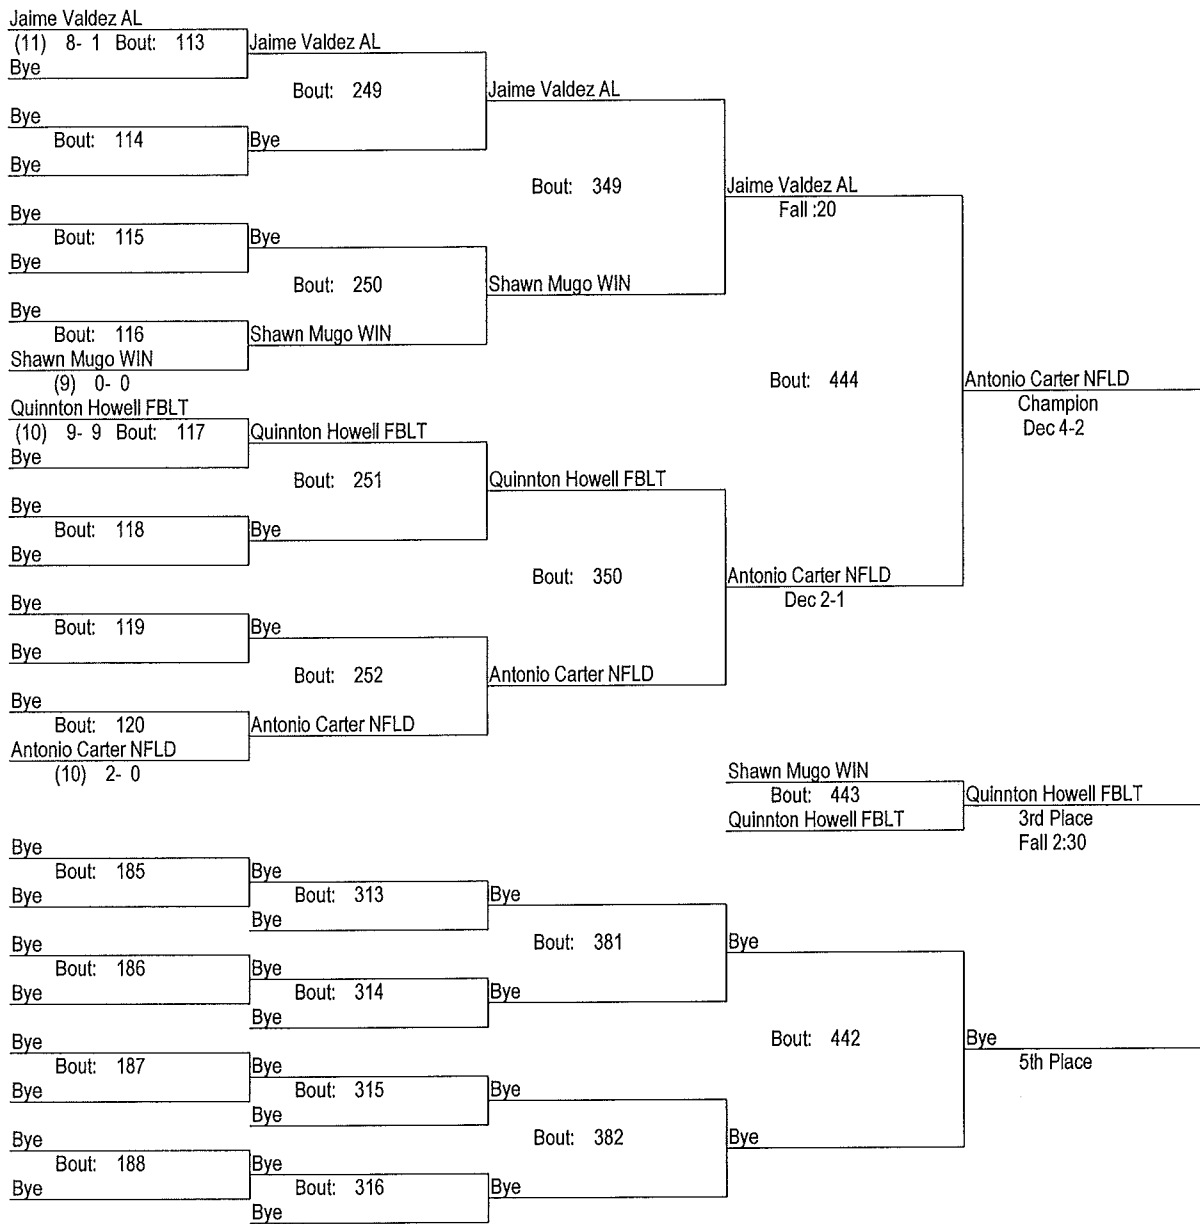 Jaime Valdez AL
(11) 8- 1 Bout: 113
Bye
Jaime Valdez AL
Bout: 249
Jaime Valdez AL
Bye
Bout: 114
Bye
Bye
Bout: 349
Jaime Valdez AL
Fall :20
Bye
Bout: 115
Bye
Bye
Bout: 250
Shawn Mugo WIN
Bye
Bout: 116
Shawn Mugo WIN
Shawn Mugo WIN
(9) 0- 0
Bout: 444
Antonio Carter NFLD
Champion
Dec 4-2
Quinnton Howell FBLT
(10) 9- 9 Bout: 117
Bye
Quinnton Howell FBLT
Bout: 251
Quinnton Howell FBLT
Bye
Bout: 118
Bye
Bye
Bout: 350
Antonio Carter NFLD
Dec 2-1
Bye
Bout: 119
Bye
Bye
Bout: 252
Antonio Carter NFLD
Bye
Bout: 120
Antonio Carter NFLD
Antonio Carter NFLD
(10) 2- 0
Shawn Mugo WIN
Bout: 443
Quinnton Howell FBLT
Quinnton Howell FBLT
3rd Place
Fall 2:30
Bye
Bout: 185
Bye
Bye
Bout: 313
Bye
Bye
Bout: 381
Bye
Bye
Bout: 186
Bye
Bye
Bout: 314
Bye
Bye
Bout: 442
Bye
5th Place
Bye
Bout: 187
Bye
Bye
Bout: 315
Bye
Bye
Bout: 382
Bye
Bye
Bout: 188
Bye
Bye
Bout: 316
Bye
Bye